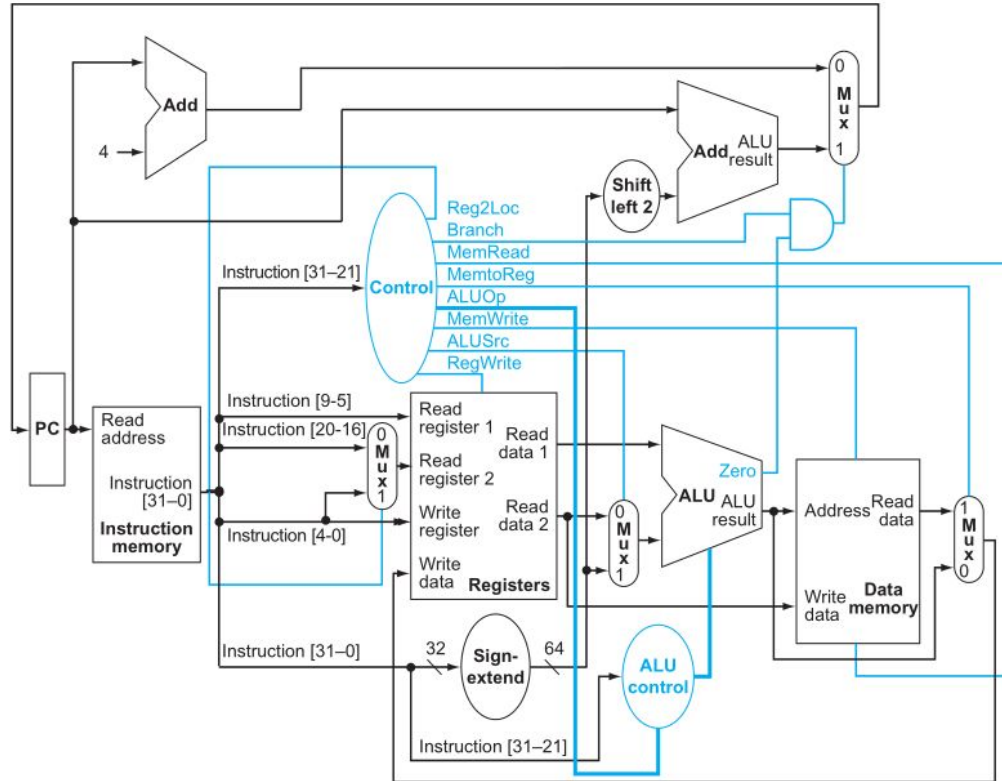 0
Mux
1
Add
4
Add
ALU
result
Shift
left 2
Reg2Loc
Branch
MemRead
MemtoReg
ALUOp
MemWrite
ALUSrc
RegWrite
Instruction [31–21]
Control
PC
Read
address
Instruction
[31–0]
Instruction
memory
Instruction [9-5]
Instruction [20-16]
Instruction [4-0]
0
Mux
1
Read
register 1
Read
register 2
Write
register
Write
data
Read
data 1
Read
data 2
Registers
0
Mux
1
Zero
ALU
ALU
result
Address
Read
data
Write
data
Data
memory
1
Mux
0
Instruction [31–0]
32
Sign-
extend
64
ALU
control
Instruction [31–21]